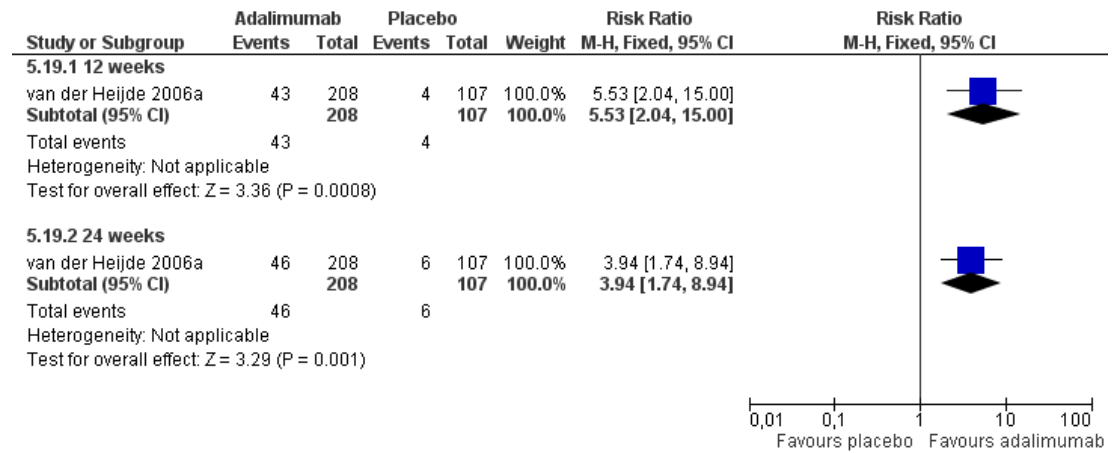 Adalimumab Placebo Risk Ratio Risk Ratio
Study or Subgroup Events Total Events Total Weight M-H, Fixed, 95% CI M-H, Fixed, 95% CI
5.19.1 12 weeks
van der Heijde 2006a 43 208 4 107 100.0% 5.53 [2.04, 15.00]
Subtotal (95% CI) 208 107 100.0% 5.53 [2.04, 15.00]
Total events 43 4
Heterogeneity: Not applicable
Test for overall effect: Z = 3.36 (P = 0.0008)
5.19.2 24 weeks
van der Heijde 2006a 46 208 6 107 100.0% 3.94 [1.74, 8.94]
Subtotal (95% CI) 208 107 100.0% 3.94 [1.74, 8.94]
Total events 46 6
Heterogeneity: Not applicable
Test for overall effect: Z = 3.29 (P = 0.001)
0,01 0,1 1 10 100
Favours placebo Favours adalimumab